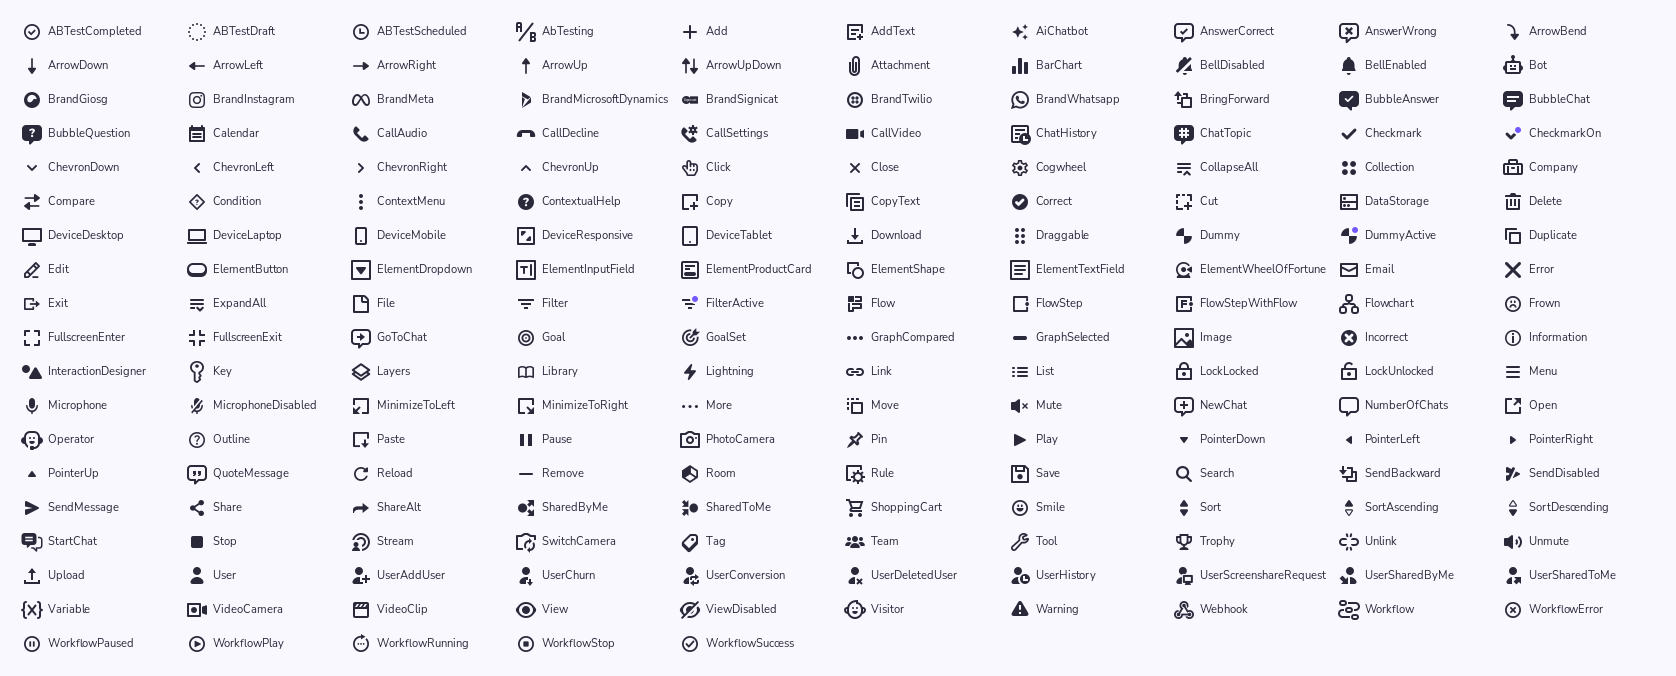 ABTestCompleted ABTestDraft ABTestScheduled AbTesting Add AddText AiChatbot AnswerCorrect AnswerWrong ArrowBend
ArrowDown ArrowLeft ArrowRight ArrowUp ArrowUpDown Attachment BarChart BellDisabled BellEnabled Bot
BrandGiosg BrandInstagram BrandMeta BrandMicrosoftDynamics BrandSignicat BrandTwilio BrandWhatsapp BringForward BubbleAnswer BubbleChat
BubbleQuestion Calendar CallAudio CallDecline CallSettings CallVideo ChatHistory ChatTopic Checkmark CheckmarkOn
ChevronDown ChevronLeft ChevronRight ChevronUp Click Close Cogwheel CollapseAll Collection Company
Compare Condition ContextMenu ContextualHelp Copy CopyText Correct Cut DataStorage Delete
DeviceDesktop DeviceLaptop DeviceMobile DeviceResponsive DeviceTablet Download Draggable Dummy DummyActive Duplicate
Edit ElementButton ElementDropdown ElementInputField ElementProductCard ElementShape ElementTextField ElementWheelOfFortune Email Error
Exit ExpandAll File Filter FilterActive Flow FlowStep FlowStepWithFlow Flowchart Frown
FullscreenEnter FullscreenExit GoToChat Goal GoalSet GraphCompared GraphSelected Image Incorrect Information
InteractionDesigner Key Layers Library Lightning Link List LockLocked LockUnlocked Menu
Microphone MicrophoneDisabled MinimizeToLeft MinimizeToRight More Move Mute NewChat NumberOfChats Open
Operator Outline Paste Pause PhotoCamera Pin Play PointerDown PointerLeft PointerRight
PointerUp QuoteMessage Reload Remove Room Rule Save Search SendBackward SendDisabled
SendMessage Share ShareAlt SharedByMe SharedToMe ShoppingCart Smile Sort SortAscending SortDescending
StartChat Stop Stream SwitchCamera Tag Team Tool Trophy Unlink Unmute
Upload User UserAddUser UserChurn UserConversion UserDeletedUser UserHistory UserScreenshareRequest UserSharedByMe UserSharedToMe
Variable VideoCamera VideoClip View ViewDisabled Visitor Warning Webhook Workflow WorkflowError
WorkflowPaused WorkflowPlay WorkflowRunning WorkflowStop WorkflowSuccess